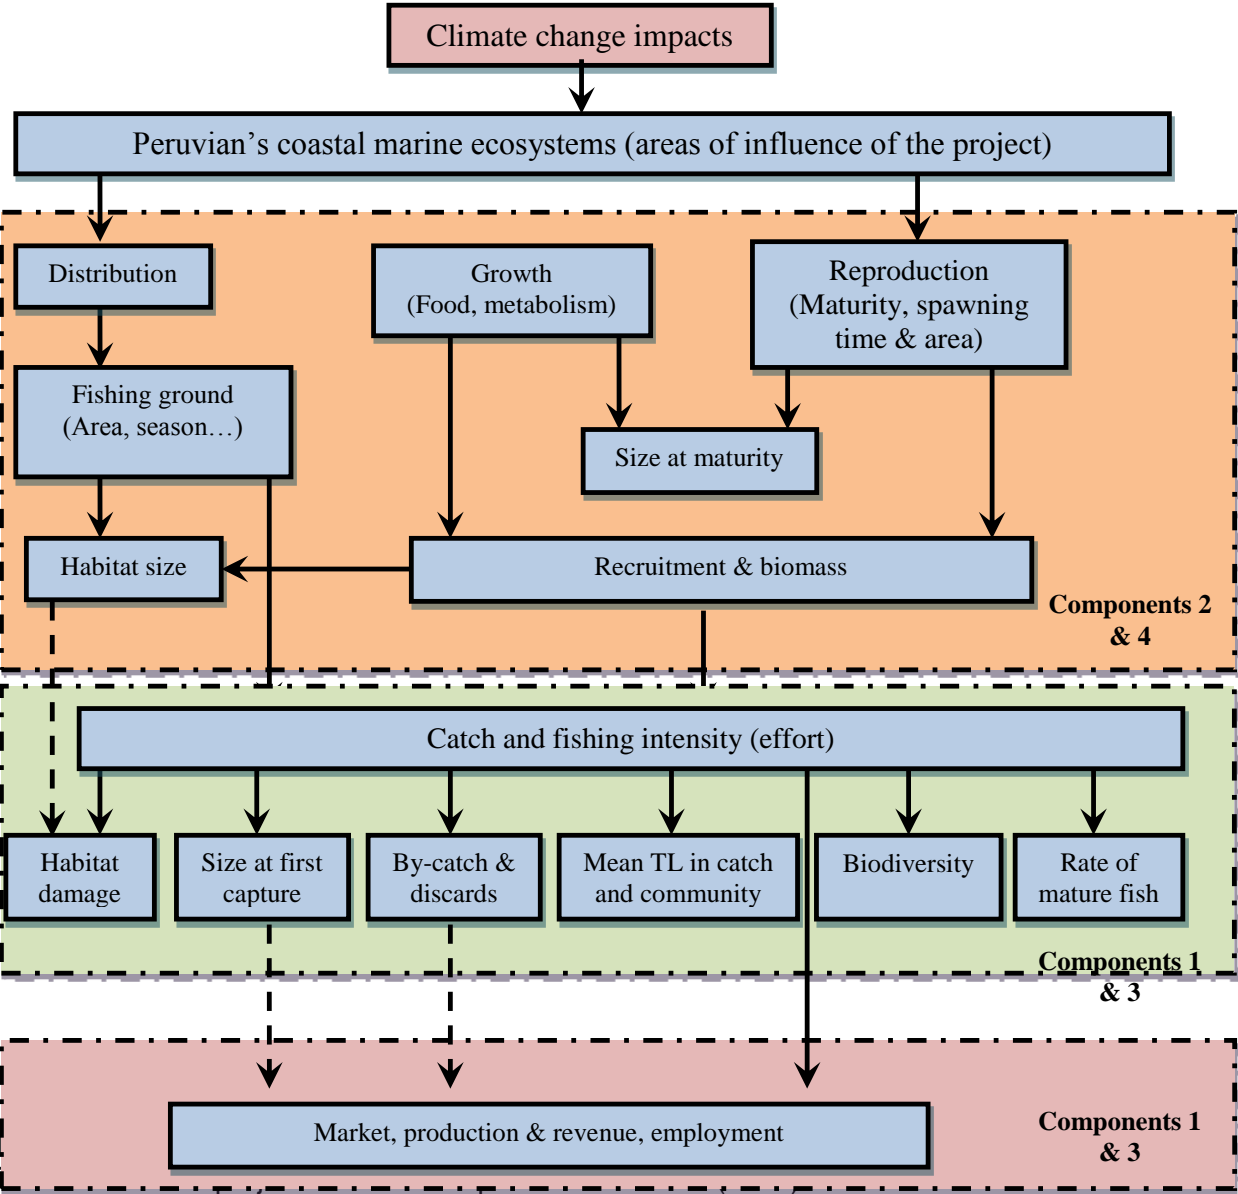 Climate change impacts
Peruvian’s coastal marine ecosystems (areas of influence of the project)
Distribution
Growth
(Food, metabolism)
Reproduction
(Maturity, spawning
time & area)
Fishing ground
(Area, season…)
Size at maturity
Habitat size
Recruitment & biomass
Components 2
& 4
Catch and fishing intensity (effort)
Habitat
damage
Size at first
capture
By-catch &
discards
Mean TL in catch
and community
Biodiversity
Rate of
mature fish
Components 1
& 3
Market, production & revenue, employment
Components 1
& 3